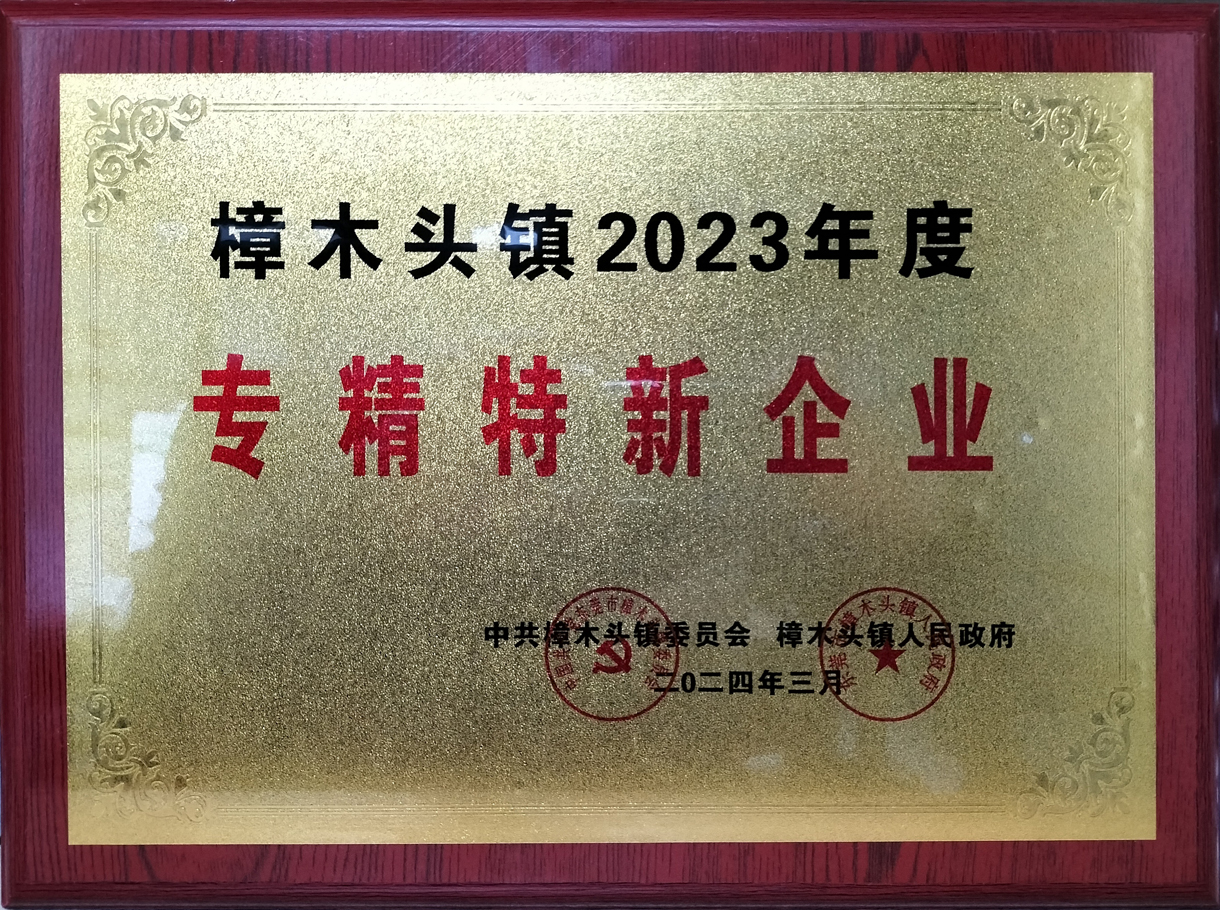 樟木头镇2023年度
专精特新企业
中共樟木头镇委员会 樟木头镇人民政府
二0二四年三月